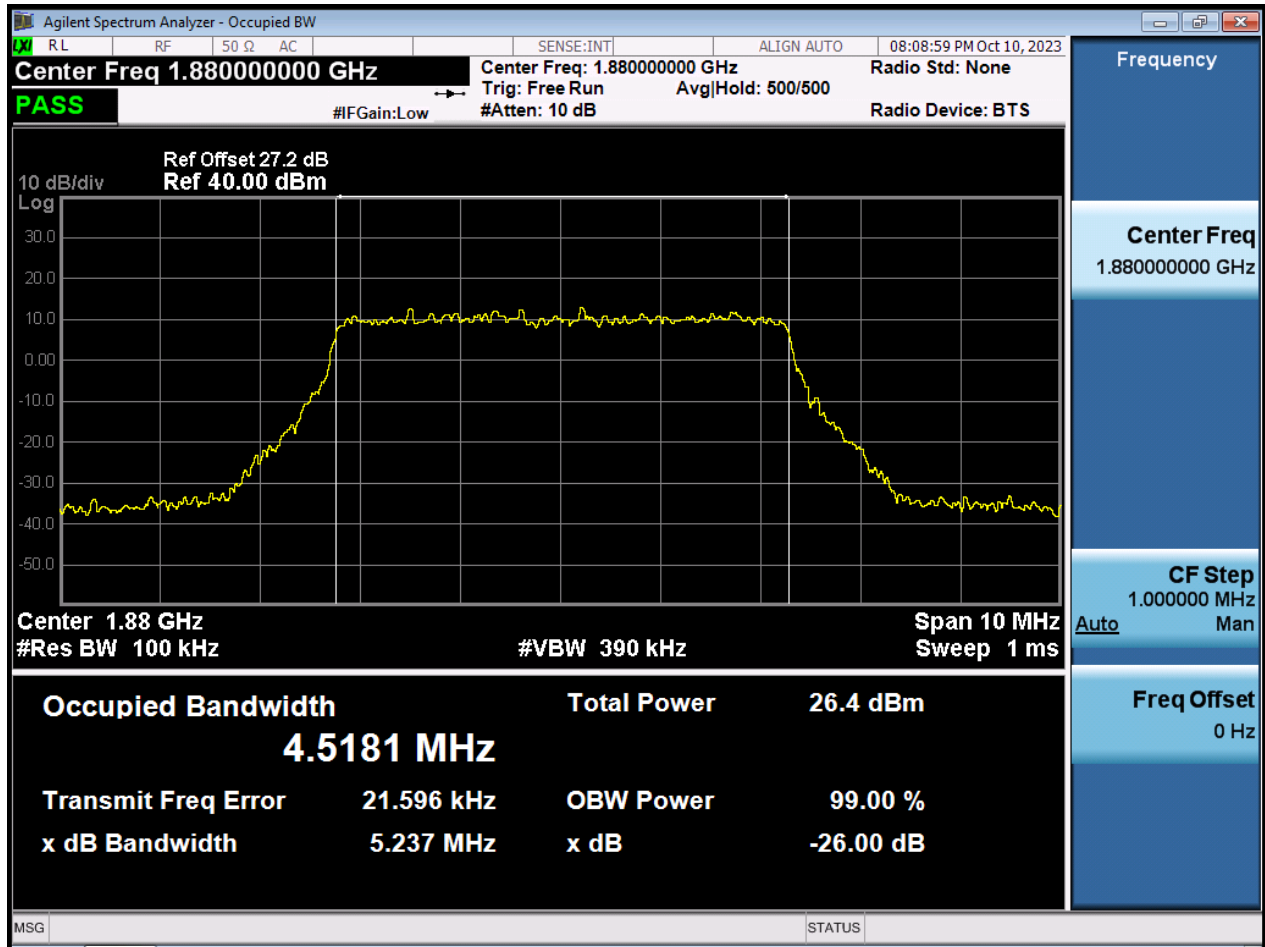 Agilent Spectrum Analyzer - Occupied BW
LXI RL RF 50 Ω AC SENSE:INT ALIGN AUTO 08:08:59 PM Oct 10, 2023
Center Freq 1.880000000 GHz
Center Freq: 1.880000000 GHz
Radio Std: None
PASS
Trig: Free Run Avg|Hold: 500/500
#IFGain:Low
#Atten: 10 dB
Radio Device: BTS
Ref Offset 27.2 dB
10 dB/div Ref 40.00 dBm
Log
30.0
20.0
10.0
0.00
-10.0
-20.0
-30.0
-40.0
-50.0
Center 1.88 GHz Span 10 MHz
#Res BW 100 kHz #VBW 390 kHz Sweep 1 ms
Occupied Bandwidth Total Power 26.4 dBm
4.5181 MHz
Transmit Freq Error 21.596 kHz OBW Power 99.00 %
x dB Bandwidth 5.237 MHz x dB -26.00 dB
MSG STATUS
Frequency
Center Freq
1.880000000 GHz
CF Step
1.000000 MHz
Auto Man
Freq Offset
0 Hz